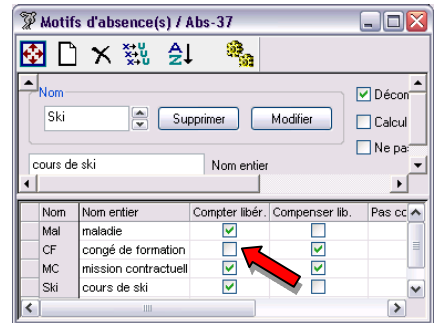 Motifs d'absence(s) / Abs-37
Nom
Ski
Supprimer
Modifier
Décon
Calcul
Ne pa
cours de ski
Nom entier
Nom Nom entier Compter libér. Compenser lib. Pas cc
Mal maladie
CF congé de formation
MC mission contractuell
Ski cours de ski